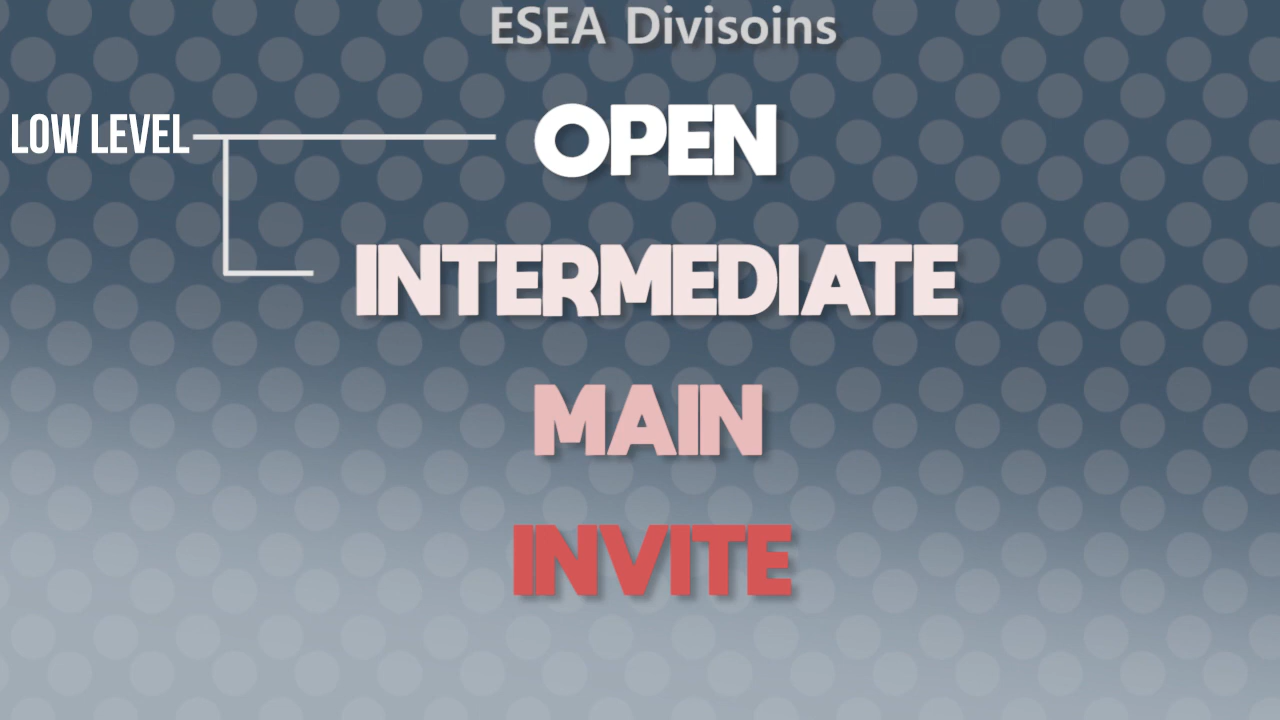 ESEA Divisoins
LOW LEVEL
OPEN
INTERMEDIATE
MAIN
INVITE